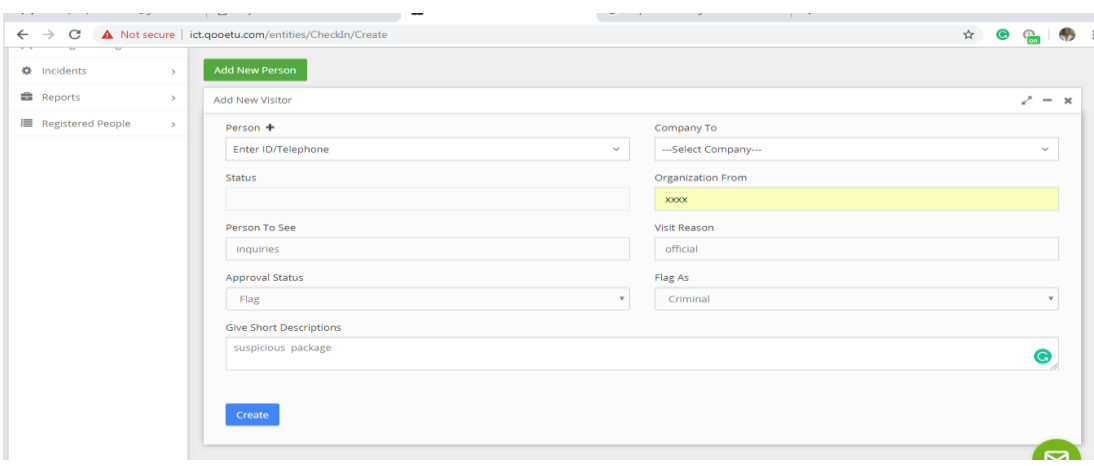 Not secure | ict.qooetu.com/entities/CheckIn/Create
on
Incidents
Reports
Registered People
Add New Person
Add New Visitor
Person
Company To
Enter ID/Telephone
---Select Company---
Status
Organization From
xxxx
Person To See
Visit Reason
inquiries
official
Approval Status
Flag As
Flag
Criminal
Give Short Descriptions
suspicious package
Create